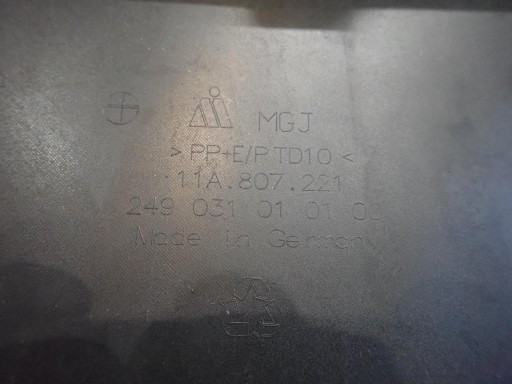 MGJ
> PP+E/P TD10 <
11A.807.221
249 031 01 01 00
Made in Germany